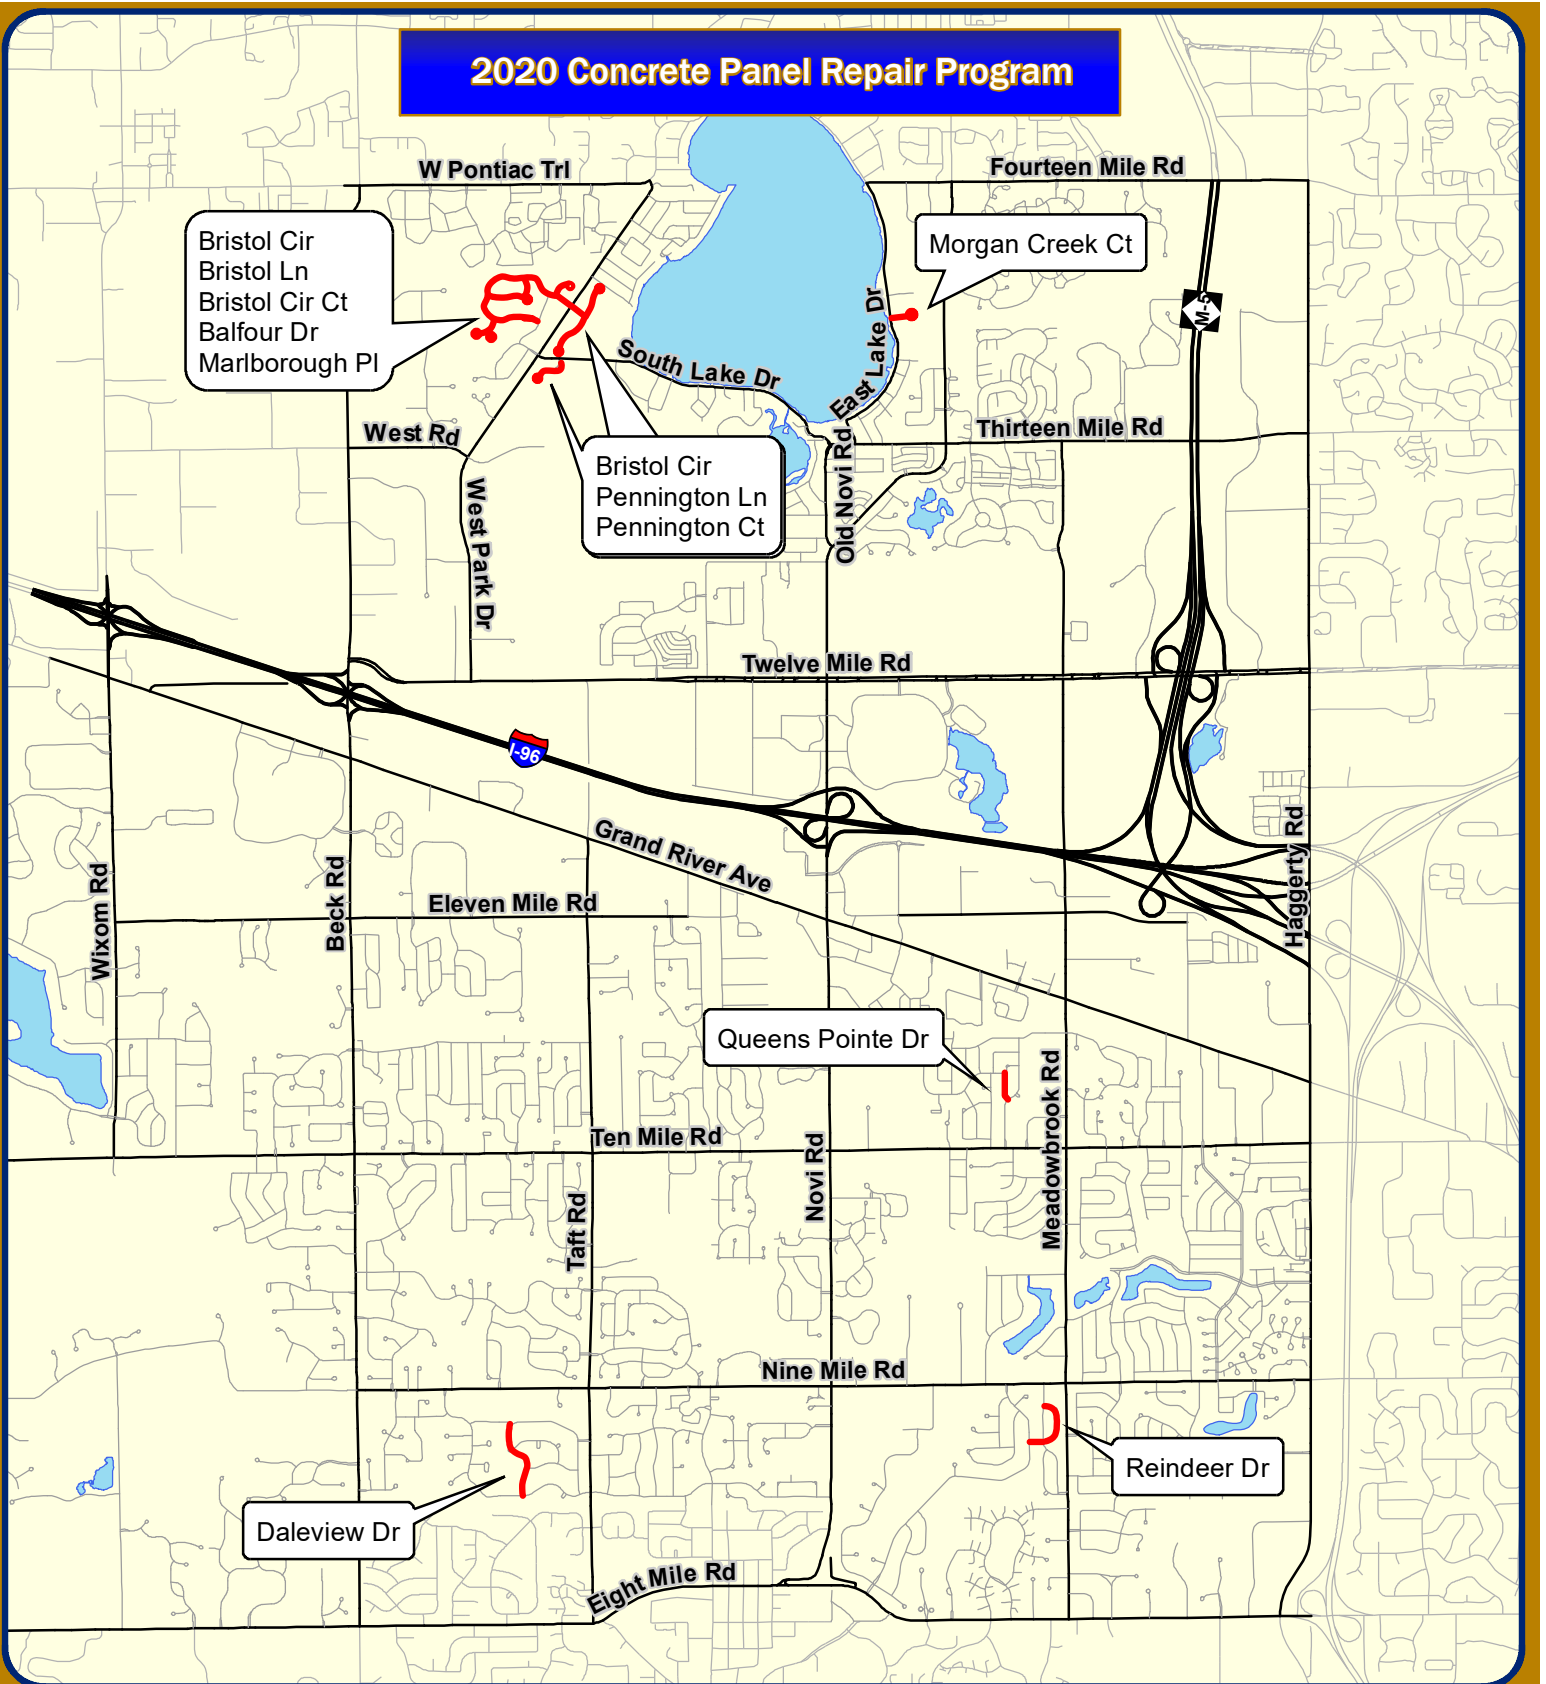 2020 Concrete Panel Repair Program
W Pontiac Trl
Fourteen Mile Rd
Bristol Cir
Bristol Ln
Bristol Cir Ct
Balfour Dr
Marlborough Pl
Morgan Creek Ct
M-5
East Lake Dr
South Lake Dr
West Rd
Thirteen Mile Rd
Bristol Cir
Pennington Ln
Pennington Ct
Old Novi Rd
West Park Dr
Twelve Mile Rd
I-96
Grand River Ave
Haggerty Rd
Wixom Rd
Beck Rd
Eleven Mile Rd
Queens Pointe Dr
Meadowbrook Rd
Ten Mile Rd
Novi Rd
Taft Rd
Nine Mile Rd
Reindeer Dr
Daleview Dr
Eight Mile Rd